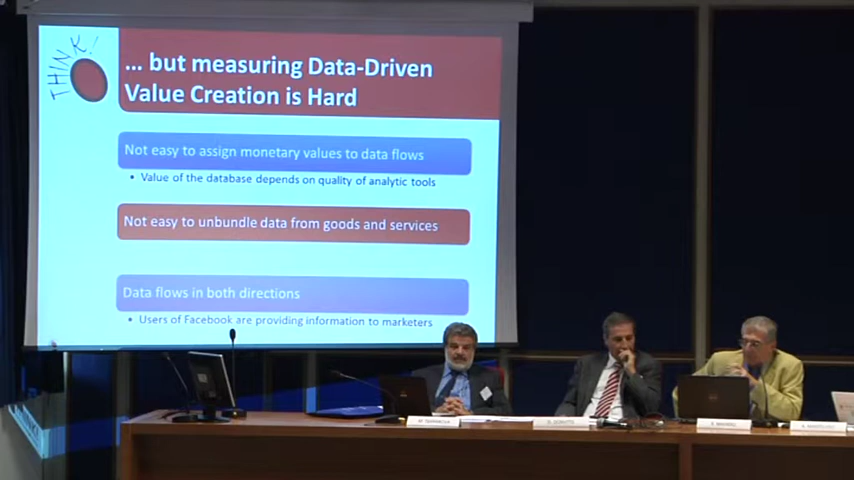 THINK!
... but measuring Data-Driven
Value Creation is Hard
Not easy to assign monetary values to data flows
• Value of the database depends on quality of analytic tools
Not easy to unbundle data from goods and services
Data flows in both directions
• Users of Facebook are providing information to marketers